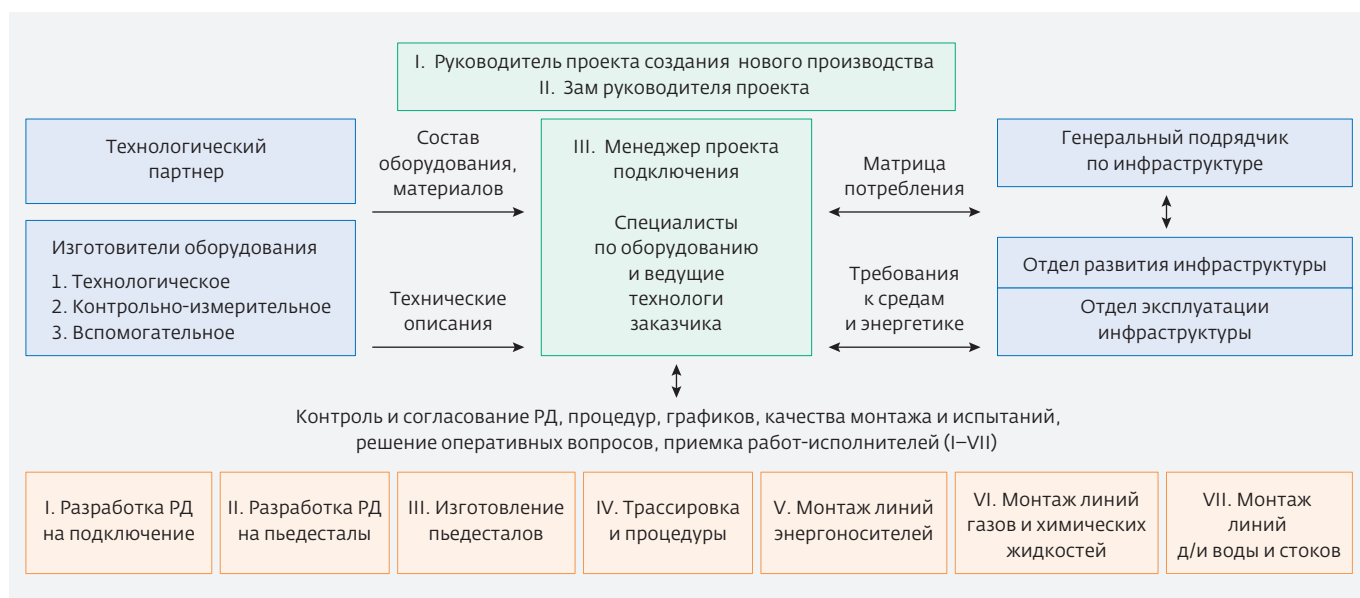 I. Руководитель проекта создания нового производства
II. Зам руководителя проекта
Технологический
партнер
Состав
оборудования,
материалов
III. Менеджер проекта
подключения
Специалисты
по оборудованию
и ведущие
технологи
заказчика
Матрица
потребления
Генеральный подрядчик
по инфраструктуре
Изготовители оборудования
1. Технологическое
2. Контрольно-измерительное
3. Вспомогательное
Технические
описания
Требования
к средам
и энергетике
Отдел развития инфраструктуры
Отдел эксплуатации
инфраструктуры
Контроль и согласование РД, процедур, графиков, качества монтажа и испытаний,
решение оперативных вопросов, приемка работ-исполнителей (I–VII)
I. Разработка РД
на подключение
II. Разработка РД
на пьедесталы
III. Изготовление
пьедесталов
IV. Трассировка
и процедуры
V. Монтаж линий
энергоносителей
VI. Монтаж линий
газов и химических
жидкостей
VII. Монтаж
линий
д/и воды и стоков